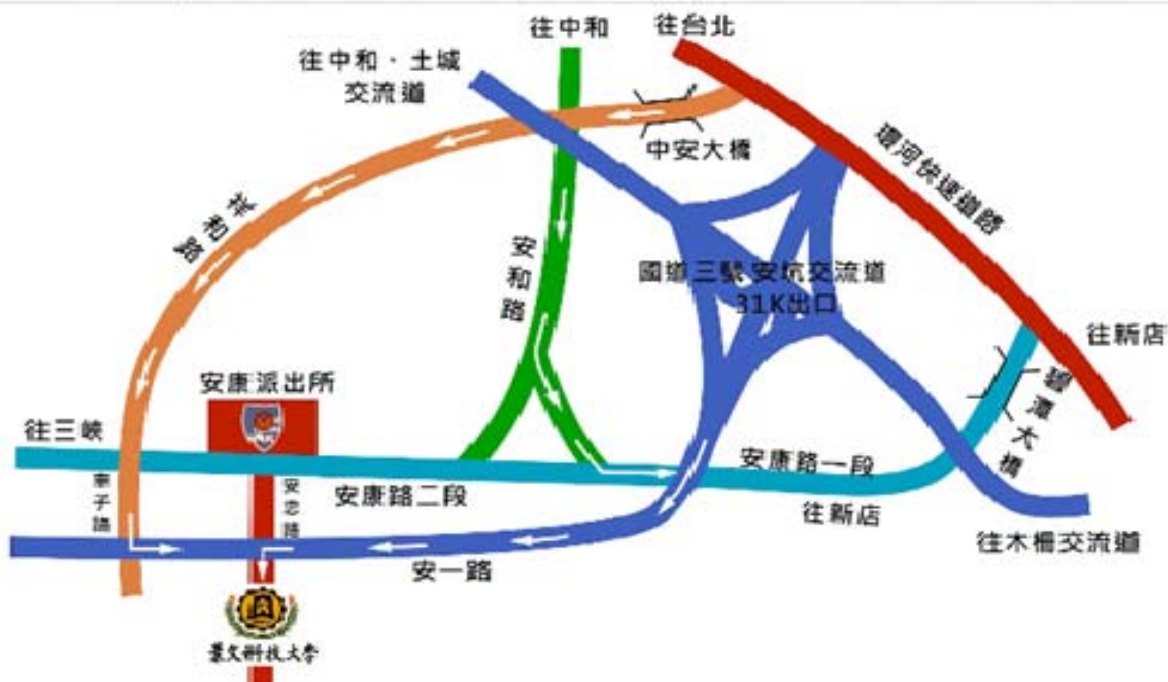 往中和
往台北
往中和．土城
交流道
中安大橋
環河快速道路
祥和路
安和路
國道三號 安坑交流道
31K出口
往新店
碧潭大橋
安康派出所
往三峽
安康路一段
車子路
安忠路
安康路二段
往新店
往木柵交流道
安一路
景文科技大学